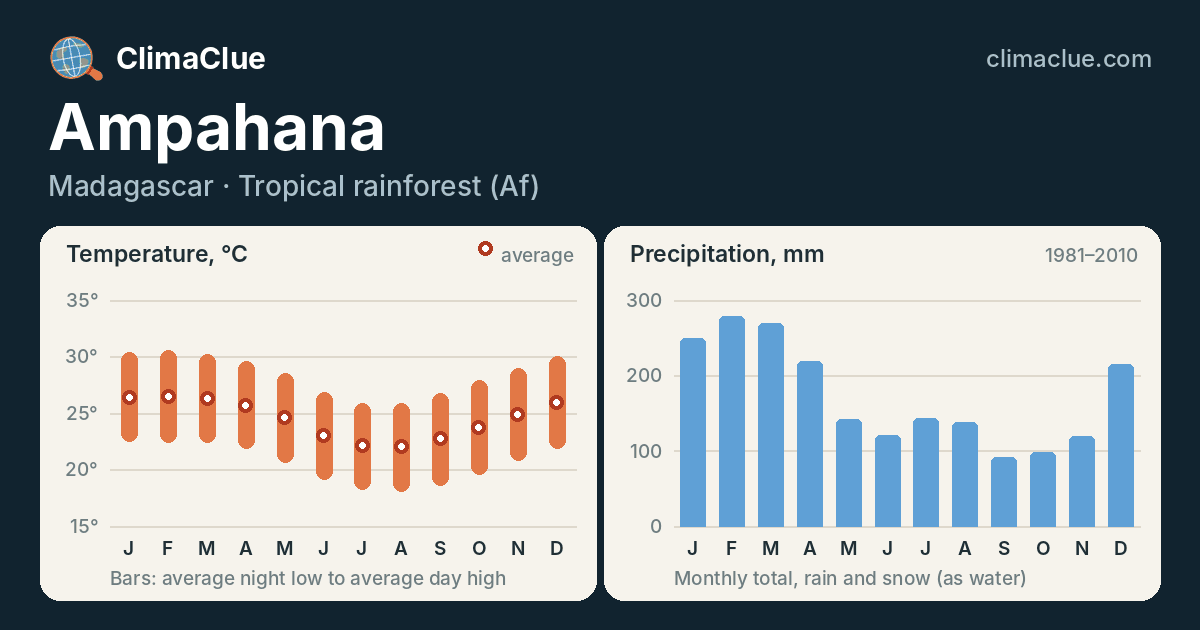 ClimaClue
climaclue.com
Ampahana
Madagascar · Tropical rainforest (Af)
Temperature, °C
average
35°
30°
25°
20°
15°
J F M A M J J A S O N D
Bars: average night low to average day high
Precipitation, mm
1981–2010
300
200
100
0
J F M A M J J A S O N D
Monthly total, rain and snow (as water)